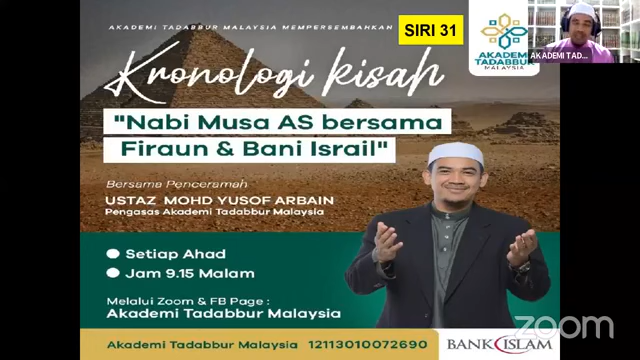 AKADEMI TADABBUR MALAYSIA MEMPERSEMBAHKAN
SIRI 31
AKADEMI
TADABBUR
MALAYSIA
AKADEMI TAD...
Kronologi kisah
"Nabi Musa AS bersama
Firaun & Bani Israil"
Bersama Penceramah
USTAZ MOHD YUSOF ARBAIN
Pengasas Akademi Tadabbur Malaysia
Setiap Ahad
Jam 9.15 Malam
Melalui Zoom & FB Page :
Akademi Tadabbur Malaysia
Akademi Tadabbur Malaysia 12113010072690
BANK ISLAM
zoom